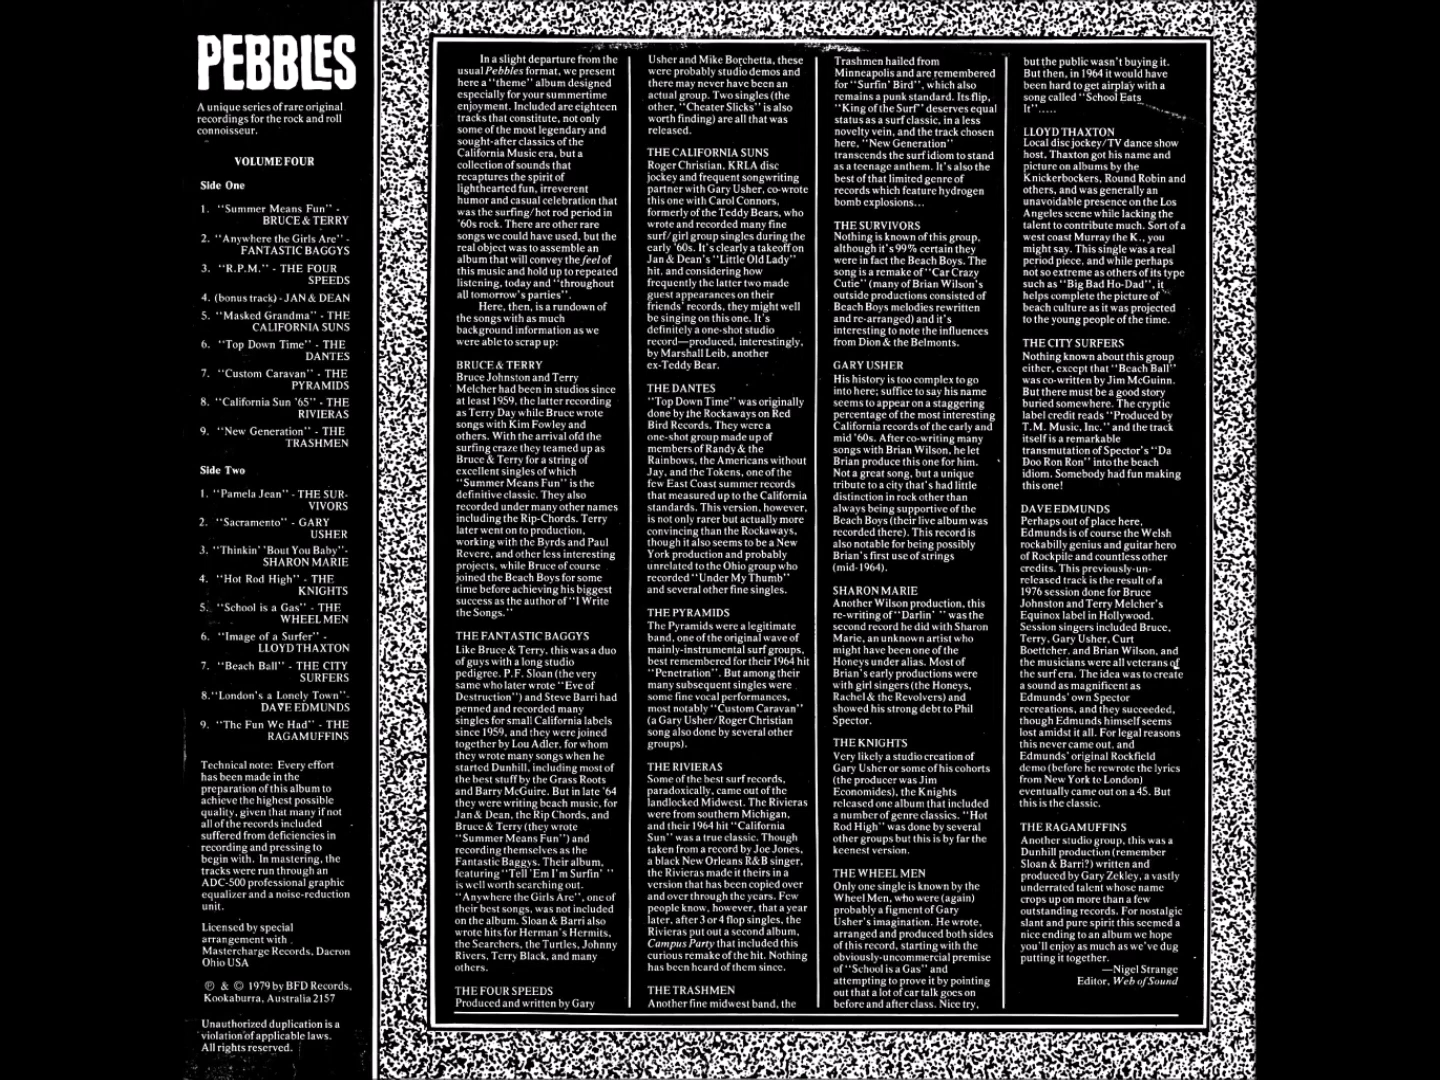 PEBBLES
A unique series of rare original
recordings for the rock and roll
connoisseur.
VOLUME FOUR
Side One
1. "Summer Means Fun" -
BRUCE & TERRY
2. "Anywhere the Girls Are" -
FANTASTIC BAGGYS
3. "R.P.M." - THE FOUR
SPEEDS
4. (bonus track) - JAN & DEAN
5. "Masked Grandma" - THE
CALIFORNIA SUNS
6. "Top Down Time" - THE
DANTES
7. "Custom Caravan" - THE
PYRAMIDS
8. "California Sun '65" - THE
RIVIERAS
9. "New Generation" - THE
TRASHMEN
Side Two
1. "Pamela Jean" - THE SUR-
VIVORS
2. "Sacramento" - GARY
USHER
3. "Thinkin' 'Bout You Baby"-
SHARON MARIE
4. "Hot Rod High" - THE
KNIGHTS
5. "School is a Gas" - THE
WHEEL MEN
6. "Image of a Surfer" -
LLOYD THAXTON
7. "Beach Ball" - THE CITY
SURFERS
8. "London's a Lonely Town"-
DAVE EDMUNDS
9. "The Fun We Had" - THE
RAGAMUFFINS
Technical note: Every effort
has been made in the
preparation of this album to
achieve the highest possible
quality, given that many if not
all of the records included
suffered from deficiencies in
recording and pressing to
begin with. In mastering, the
tracks were run through an
ADC-500 professional graphic
equalizer and a noise-reduction
unit.
Licensed by special
arrangement with
Mastercharge Records, Dacron
Ohio USA
℗ & © 1979 by BFD Records,
Kookaburra, Australia 2157
Unauthorized duplication is a
violation of applicable laws.
All rights reserved.
In a slight departure from the
usual Pebbles format, we present
here a "theme" album designed
especially for your summertime
enjoyment. Included are eighteen
tracks that constitute, not only
some of the most legendary and
sought-after classics of the
California Music era, but a
collection of sounds that
recaptures the spirit of
lighthearted fun, irreverent
humor and casual celebration that
was the surfing/hot rod period in
'60s rock. There are other rare
songs we could have used, but the
real object was to assemble an
album that will convey the feel of
this music and hold up to repeated
listening, today and "throughout
all tomorrow's parties".
Here, then, is a rundown of
the songs with as much
background information as we
were able to scrap up:
BRUCE & TERRY
Bruce Johnston and Terry
Melcher had been in studios since
at least 1959, the latter recording
as Terry Day while Bruce wrote
songs with Kim Fowley and
others. With the arrival ofd the
surfing craze they teamed up as
Bruce & Terry for a string of
excellent singles of which
"Summer Means Fun" is the
definitive classic. They also
recorded under many other names
including the Rip-Chords. Terry
later went on to production,
working with the Byrds and Paul
Revere, and other less interesting
projects, while Bruce of course
joined the Beach Boys for some
time before achieving his biggest
success as the author of "I Write
the Songs."
THE FANTASTIC BAGGYS
Like Bruce & Terry, this was a duo
of guys with a long studio
pedigree. P.F. Sloan (the very
same who later wrote "Eve of
Destruction") and Steve Barri had
penned and recorded many
singles for small California labels
since 1959, and they were joined
together by Lou Adler, for whom
they wrote many songs when he
started Dunhill, including most of
the best stuff by the Grass Roots
and Barry McGuire. But in late '64
they were writing beach music, for
Jan & Dean, the Rip Chords, and
Bruce & Terry (they wrote
"Summer Means Fun") and
recording themselves as the
Fantastic Baggys. Their album,
featuring "Tell 'Em I'm Surfin' "
is well worth searching out.
"Anywhere the Girls Are", one of
their best songs, was not included
on the album. Sloan & Barri also
wrote hits for Herman's Hermits,
the Searchers, the Turtles, Johnny
Rivers, Terry Black, and many
others.
THE FOUR SPEEDS
Produced and written by Gary
Usher and Mike Borchetta, these
were probably studio demos and
there may never have been an
actual group. Two singles (the
other, "Cheater Slicks" is also
worth finding) are all that was
released.
THE CALIFORNIA SUNS
Roger Christian, KRLA disc
jockey and frequent songwriting
partner with Gary Usher, co-wrote
this one with Carol Connors,
formerly of the Teddy Bears, who
wrote and recorded many fine
surf/girl group singles during the
early '60s. It's clearly a takeoff on
Jan & Dean's "Little Old Lady"
hit, and considering how
frequently the latter two made
guest appearances on their
friends' records, they might well
be singing on this one. It's
definitely a one-shot studio
record—produced, interestingly,
by Marshall Leib, another
ex-Teddy Bear.
THE DANTES
"Top Down Time" was originally
done by the Rockaways on Red
Bird Records. They were a
one-shot group made up of
members of Randy & the
Rainbows, the Americans without
Jay, and the Tokens, one of the
few East Coast summer records
that measured up to the California
standards. This version, however,
is not only rarer but actually more
convincing than the Rockaways,
though it also seems to be a New
York production and probably
unrelated to the Ohio group who
recorded "Under My Thumb"
and several other fine singles.
THE PYRAMIDS
The Pyramids were a legitimate
band, one of the original wave of
mainly-instrumental surf groups,
best remembered for their 1964 hit
"Penetration". But among their
many subsequent singles were
some fine vocal performances,
most notably "Custom Caravan"
(a Gary Usher/Roger Christian
song also done by several other
groups).
THE RIVIERAS
Some of the best surf records,
paradoxically, came out of the
landlocked Midwest. The Rivieras
were from southern Michigan,
and their 1964 hit "California
Sun" was a true classic. Though
taken from a record by Joe Jones,
a black New Orleans R&B singer,
the Rivieras made it theirs in a
version that has been copied over
and over through the years. Few
people know, however, that a year
later, after 3 or 4 flop singles, the
Rivieras put out a second album,
Campus Party that included this
curious remake of the hit. Nothing
has been heard of them since.
THE TRASHMEN
Another fine midwest band, the
Trashmen hailed from
Minneapolis and are remembered
for "Surfin' Bird", which also
remains a punk standard. Its flip,
"King of the Surf" deserves equal
status as a surf classic, in a less
novelty vein, and the track chosen
here, "New Generation"
transcends the surf idiom to stand
as a teenage anthem. It's also the
best of that limited genre of
records which feature hydrogen
bomb explosions...
THE SURVIVORS
Nothing is known of this group,
although it's 99% certain they
were in fact the Beach Boys. The
song is a remake of "Car Crazy
Cutie" (many of Brian Wilson's
outside productions consisted of
Beach Boys melodies rewritten
and re-arranged) and it's
interesting to note the influences
from Dion & the Belmonts.
GARY USHER
His history is too complex to go
into here; suffice to say his name
seems to appear on a staggering
percentage of the most interesting
California records of the early and
mid '60s. After co-writing many
songs with Brian Wilson, he let
Brian produce this one for him.
Not a great song, but a unique
tribute to a city that's had little
distinction in rock other than
always being supportive of the
Beach Boys (their live album was
recorded there). This record is
also notable for being possibly
Brian's first use of strings
(mid-1964).
SHARON MARIE
Another Wilson production, this
re-writing of "Darlin' " was the
second record he did with Sharon
Marie, an unknown artist who
might have been one of the
Honeys under alias. Most of
Brian's early productions were
with girl singers (the Honeys,
Rachel & the Revolvers) and
showed his strong debt to Phil
Spector.
THE KNIGHTS
Very likely a studio creation of
Gary Usher or some of his cohorts
(the producer was Jim
Economides), the Knights
released one album that included
a number of genre classics. "Hot
Rod High" was done by several
other groups but this is by far the
keenest version.
THE WHEEL MEN
Only one single is known by the
Wheel Men, who were (again)
probably a figment of Gary
Usher's imagination. He wrote,
arranged and produced both sides
of this record, starting with the
obviously-uncommercial premise
of "School is a Gas" and
attempting to prove it by pointing
out that a lot of car talk goes on
before and after class. Nice try,
but the public wasn't buying it.
But then, in 1964 it would have
been hard to get airplay with a
song called "School Eats
It".....
LLOYD THAXTON
Local disc jockey/TV dance show
host, Thaxton got his name and
picture on albums by the
Knickerbockers, Round Robin and
others, and was generally an
unavoidable presence on the Los
Angeles scene while lacking the
talent to contribute much. Sort of a
west coast Murray the K., you
might say. This single was a real
period piece, and while perhaps
not so extreme as others of its type
such as "Big Bad Ho-Dad", it
helps complete the picture of
beach culture as it was projected
to the young people of the time.
THE CITY SURFERS
Nothing known about this group
either, except that "Beach Ball"
was co-written by Jim McGuinn.
But there must be a good story
buried somewhere. The cryptic
label credit reads "Produced by
T.M. Music, Inc." and the track
itself is a remarkable
transmutation of Spector's "Da
Doo Ron Ron" into the beach
idiom. Somebody had fun making
this one!
DAVE EDMUNDS
Perhaps out of place here,
Edmunds is of course the Welsh
rockabilly genius and guitar hero
of Rockpile and countless other
credits. This previously-un-
released track is the result of a
1976 session done for Bruce
Johnston and Terry Melcher's
Equinox label in Hollywood.
Session singers included Bruce,
Terry, Gary Usher, Curt
Boettcher, and Brian Wilson, and
the musicians were all veterans of
the surf era. The idea was to create
a sound as magnificent as
Edmunds' own Spector
recreations, and they succeeded,
though Edmunds himself seems
lost amidst it all. For legal reasons
this never came out, and
Edmunds' original Rockfield
demo (before he rewrote the lyrics
from New York to London)
eventually came out on a 45. But
this is the classic.
THE RAGAMUFFINS
Another studio group, this was a
Dunhill production (remember
Sloan & Barri?) written and
produced by Gary Zekley, a vastly
underrated talent whose name
crops up on more than a few
outstanding records. For nostalgic
slant and pure spirit this seemed a
nice ending to an album we hope
you'll enjoy as much as we've dug
putting it together.
—Nigel Strange
Editor, Web of Sound